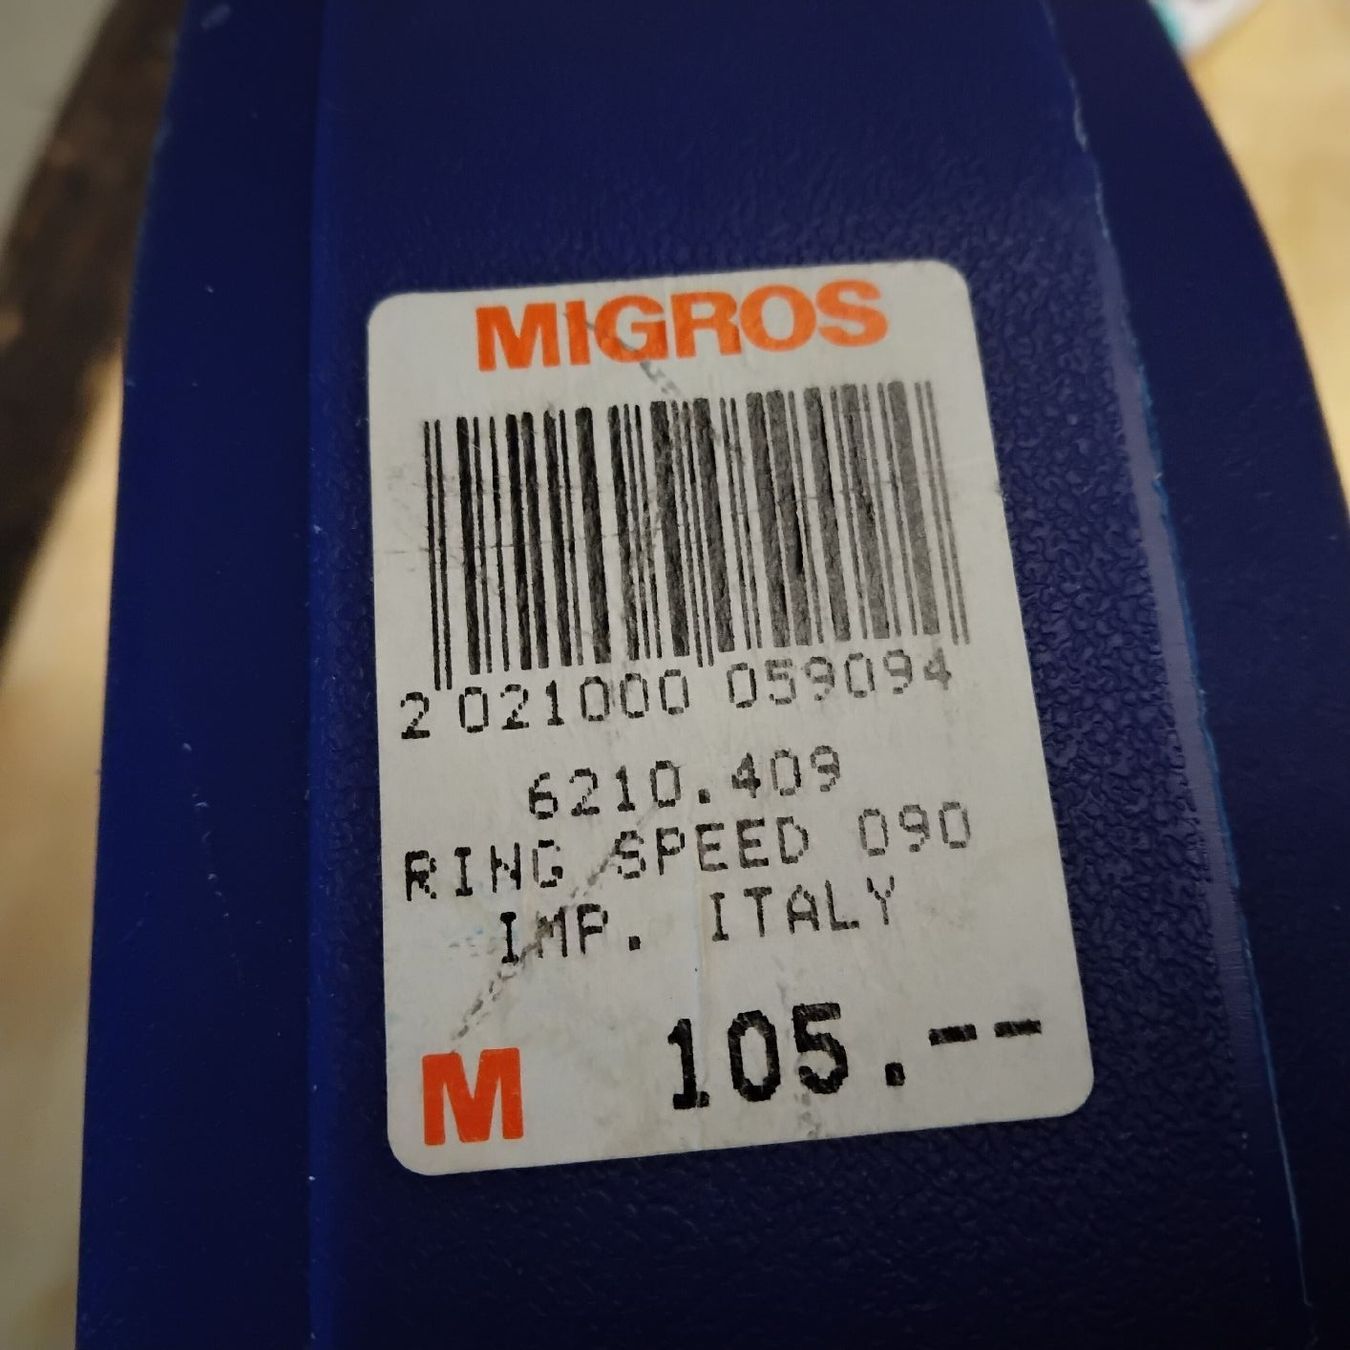 MIGROS
2 021000 059094
6210.409
RING SPEED 090
IMP. ITALY
M 105.--